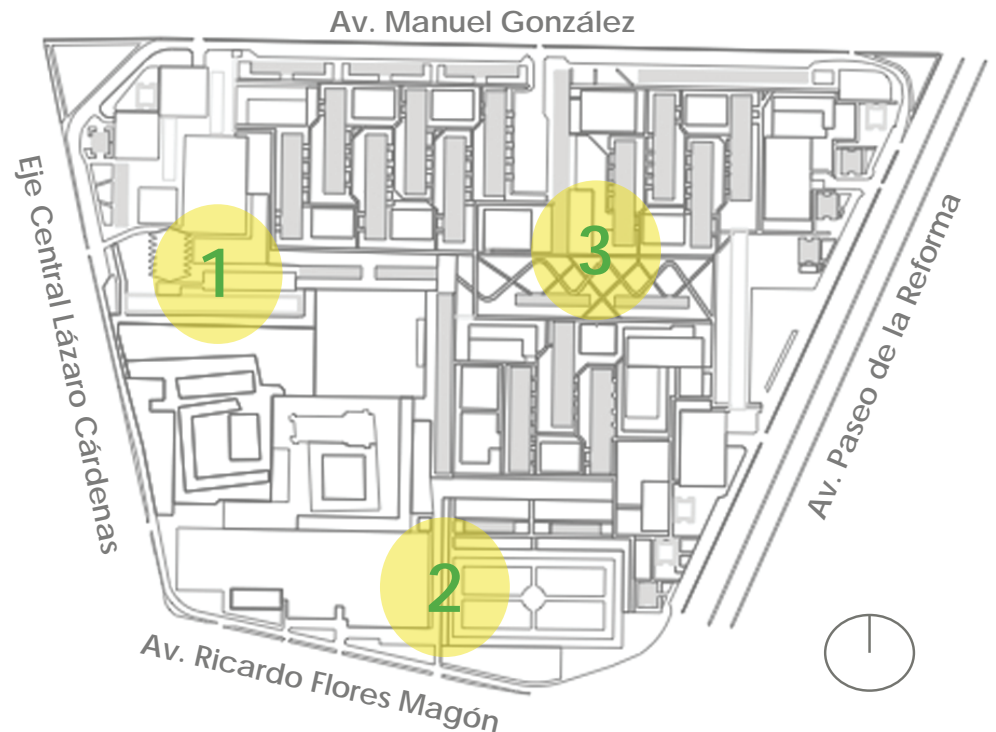 Av. Manuel González
Eje Central Lázaro Cárdenas
1
3
Av. Paseo de la Reforma
2
Av. Ricardo Flores Magón